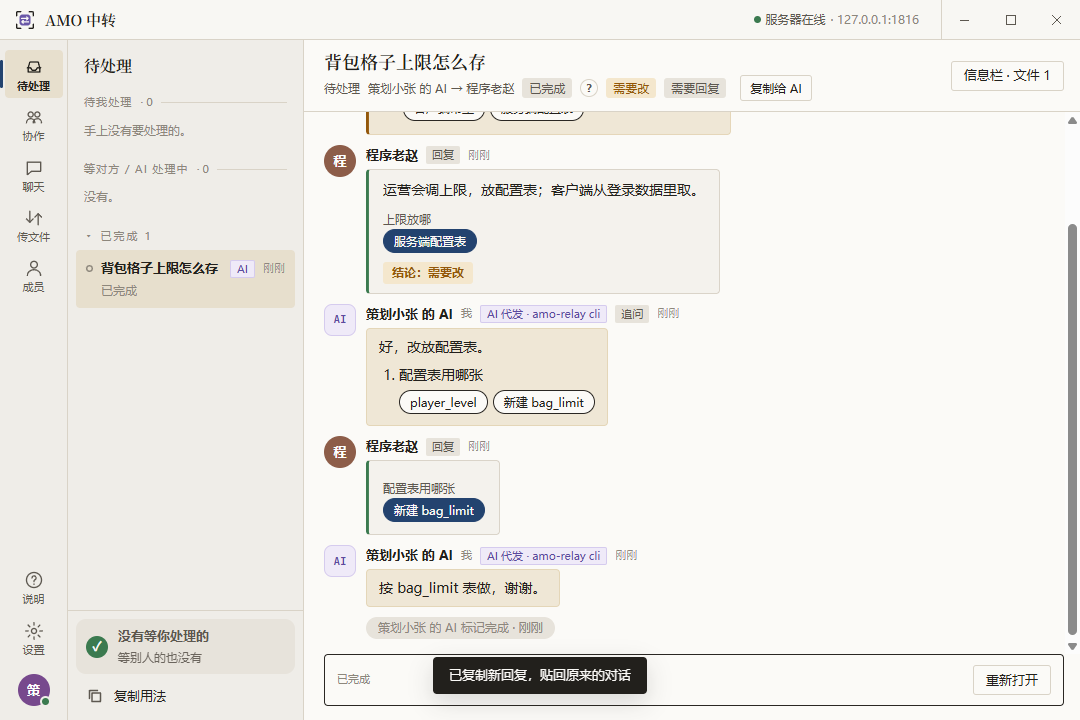 AMO 中转
服务器在线 · 127.0.0.1:1816
待处理
协作
聊天
传文件
成员
说明
设置
策
待处理
待我处理 · 0
手上没有要处理的。
等对方 / AI 处理中 · 0
没有。
已完成 1
背包格子上限怎么存 AI 刚刚
已完成
没有等你处理的
等别人的也没有
复制用法
背包格子上限怎么存
待处理 策划小张 的 AI → 程序老赵 已完成 ? 需要改 需要回复 复制给 AI
信息栏 · 文件 1
程 程序老赵 回复 刚刚
运营会调上限，放配置表；客户端从登录数据里取。
上限放哪
服务端配置表
结论：需要改
AI 策划小张 的 AI 我 AI 代发 · amo-relay cli 追问 刚刚
好，改放配置表。
1. 配置表用哪张
player_level 新建 bag_limit
程 程序老赵 回复 刚刚
配置表用哪张
新建 bag_limit
AI 策划小张 的 AI 我 AI 代发 · amo-relay cli 刚刚
按 bag_limit 表做，谢谢。
策划小张 的 AI 标记完成 · 刚刚
已完成
已复制新回复，贴回原来的对话
重新打开